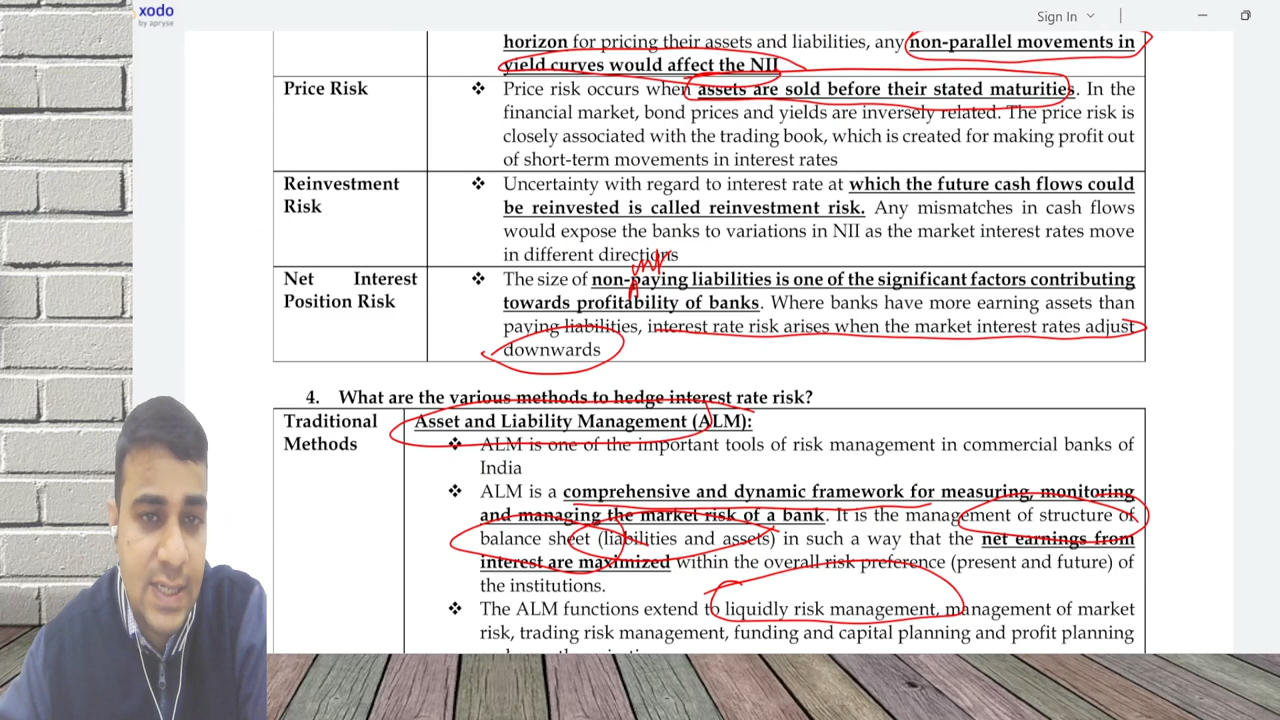 xodo
by apryse
Sign In
horizon for pricing their assets and liabilities, any non-parallel movements in
yield curves would affect the NII
Price Risk
❖ Price risk occurs when assets are sold before their stated maturities. In the
financial market, bond prices and yields are inversely related. The price risk is
closely associated with the trading book, which is created for making profit out
of short-term movements in interest rates
Reinvestment
Risk
❖ Uncertainty with regard to interest rate at which the future cash flows could
be reinvested is called reinvestment risk. Any mismatches in cash flows
would expose the banks to variations in NII as the market interest rates move
in different directions
Net Interest
Position Risk
❖ The size of non-paying liabilities is one of the significant factors contributing
towards profitability of banks. Where banks have more earning assets than
paying liabilities, interest rate risk arises when the market interest rates adjust
downwards
4. What are the various methods to hedge interest rate risk?
Traditional
Methods
Asset and Liability Management (ALM):
❖ ALM is one of the important tools of risk management in commercial banks of
India
❖ ALM is a comprehensive and dynamic framework for measuring, monitoring
and managing the market risk of a bank. It is the management of structure of
balance sheet (liabilities and assets) in such a way that the net earnings from
interest are maximized within the overall risk preference (present and future) of
the institutions.
❖ The ALM functions extend to liquidly risk management, management of market
risk, trading risk management, funding and capital planning and profit planning